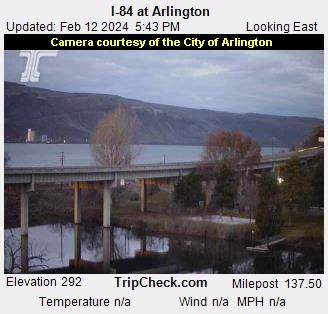 I-84 at Arlington
Updated: Feb 12 2024 5:43 PM Looking East
Camera courtesy of the City of Arlington
Elevation 292 TripCheck.com Milepost 137.50
Temperature n/a Wind n/a MPH n/a